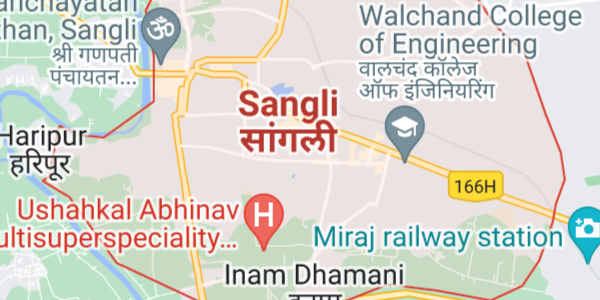 than, Sangli
श्री गणपती
पंचायतन...
Walchand College
of Engineering
वालचंद कॉलेज
ऑफ इंजिनियरिंग
Sangli
सांगली
Haripur
हरिपूर
166H
Ushahkal Abhinav
ultisuperspeciality...
H
Miraj railway station
Inam Dhamani